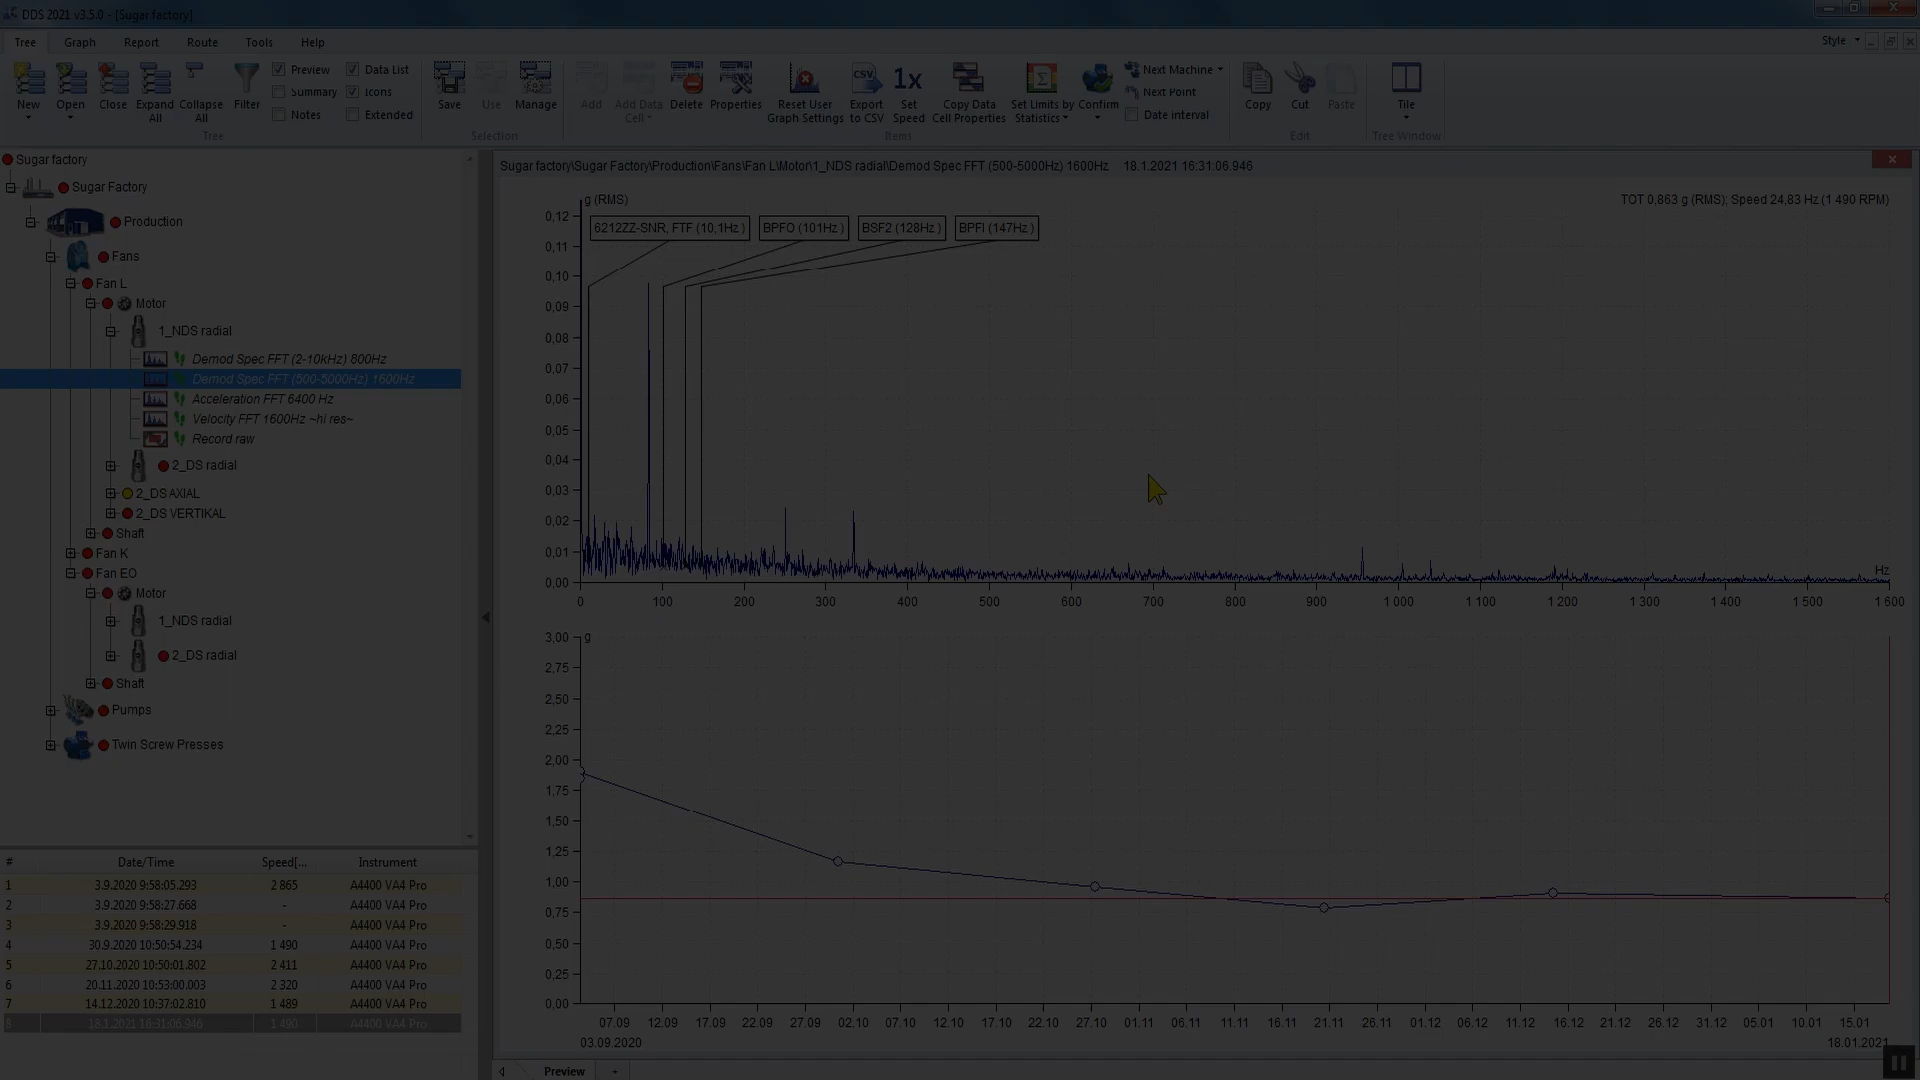 DDS 2021 v3.5.0 - [Sugar factory]
Tree Graph Report Route Tools Help Style
New Open Close Expand All Collapse All Filter
Preview Data List
Summary Icons
Notes Extended
Tree
Save Use Manage
Selection
Add Add Data Cell Delete Properties Reset User Graph Settings Export to CSV Set Speed Copy Data Cell Properties Set Limits by Statistics Confirm
CSV 1x
Next Machine
Next Point
Date interval
Items
Copy Cut Paste
Edit
Tile
Tree Window
Sugar factory
Sugar Factory
Production
Fans
Fan L
Motor
1_NDS radial
Demod Spec FFT (2-10kHz) 800Hz
Demod Spec FFT (500-5000Hz) 1600Hz
Acceleration FFT 6400 Hz
Velocity FFT 1600Hz ~hi res~
Record raw
2_DS radial
2_DS AXIAL
2_DS VERTIKAL
Shaft
Fan K
Fan EO
Motor
1_NDS radial
2_DS radial
Shaft
Pumps
Twin Screw Presses
# Date/Time Speed[... Instrument
1 3.9.2020 9:58:05.293 2 865 A4400 VA4 Pro
2 3.9.2020 9:58:27.668 - A4400 VA4 Pro
3 3.9.2020 9:58:29.918 - A4400 VA4 Pro
4 30.9.2020 10:50:54.234 1 490 A4400 VA4 Pro
5 27.10.2020 10:50:01.802 2 411 A4400 VA4 Pro
6 20.11.2020 10:53:00.003 2 320 A4400 VA4 Pro
7 14.12.2020 10:37:02.810 1 489 A4400 VA4 Pro
8 18.1.2021 16:31:06.946 1 490 A4400 VA4 Pro
Sugar factory\Sugar Factory\Production\Fans\Fan L\Motor\1_NDS radial\Demod Spec FFT (500-5000Hz) 1600Hz 18.1.2021 16:31:06.946
g (RMS)
TOT 0,863 g (RMS); Speed 24,83 Hz (1 490 RPM)
6212ZZ-SNR, FTF (10,1Hz ) BPFO (101Hz ) BSF2 (128Hz ) BPFI (147Hz )
0,12
0,11
0,10
0,09
0,08
0,07
0,06
0,05
0,04
0,03
0,02
0,01
0,00
Hz
0 100 200 300 400 500 600 700 800 900 1 000 1 100 1 200 1 300 1 400 1 500 1 600
g
3,00
2,75
2,50
2,25
2,00
1,75
1,50
1,25
1,00
0,75
0,50
0,25
0,00
07.09 12.09 17.09 22.09 27.09 02.10 07.10 12.10 17.10 22.10 27.10 01.11 06.11 11.11 16.11 21.11 26.11 01.12 06.12 11.12 16.12 21.12 26.12 31.12 05.01 10.01 15.01
03.09.2020 18.01.2021
Preview +